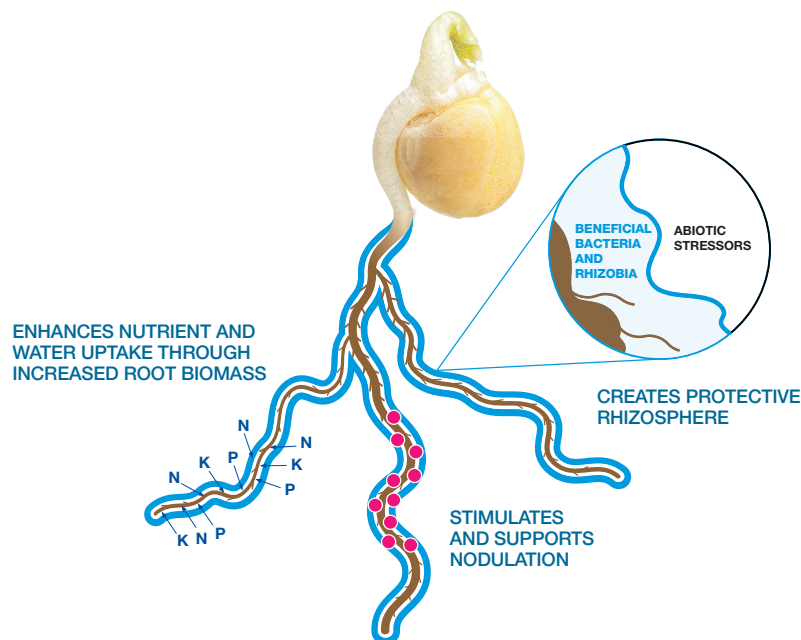 BENEFICIAL
BACTERIA
AND
RHIZOBIA
ABIOTIC
STRESSORS
ENHANCES NUTRIENT AND
WATER UPTAKE THROUGH
INCREASED ROOT BIOMASS
CREATES PROTECTIVE
RHIZOSPHERE
N
N
K
P
K
N
P
K
N
P
STIMULATES
AND SUPPORTS
NODULATION